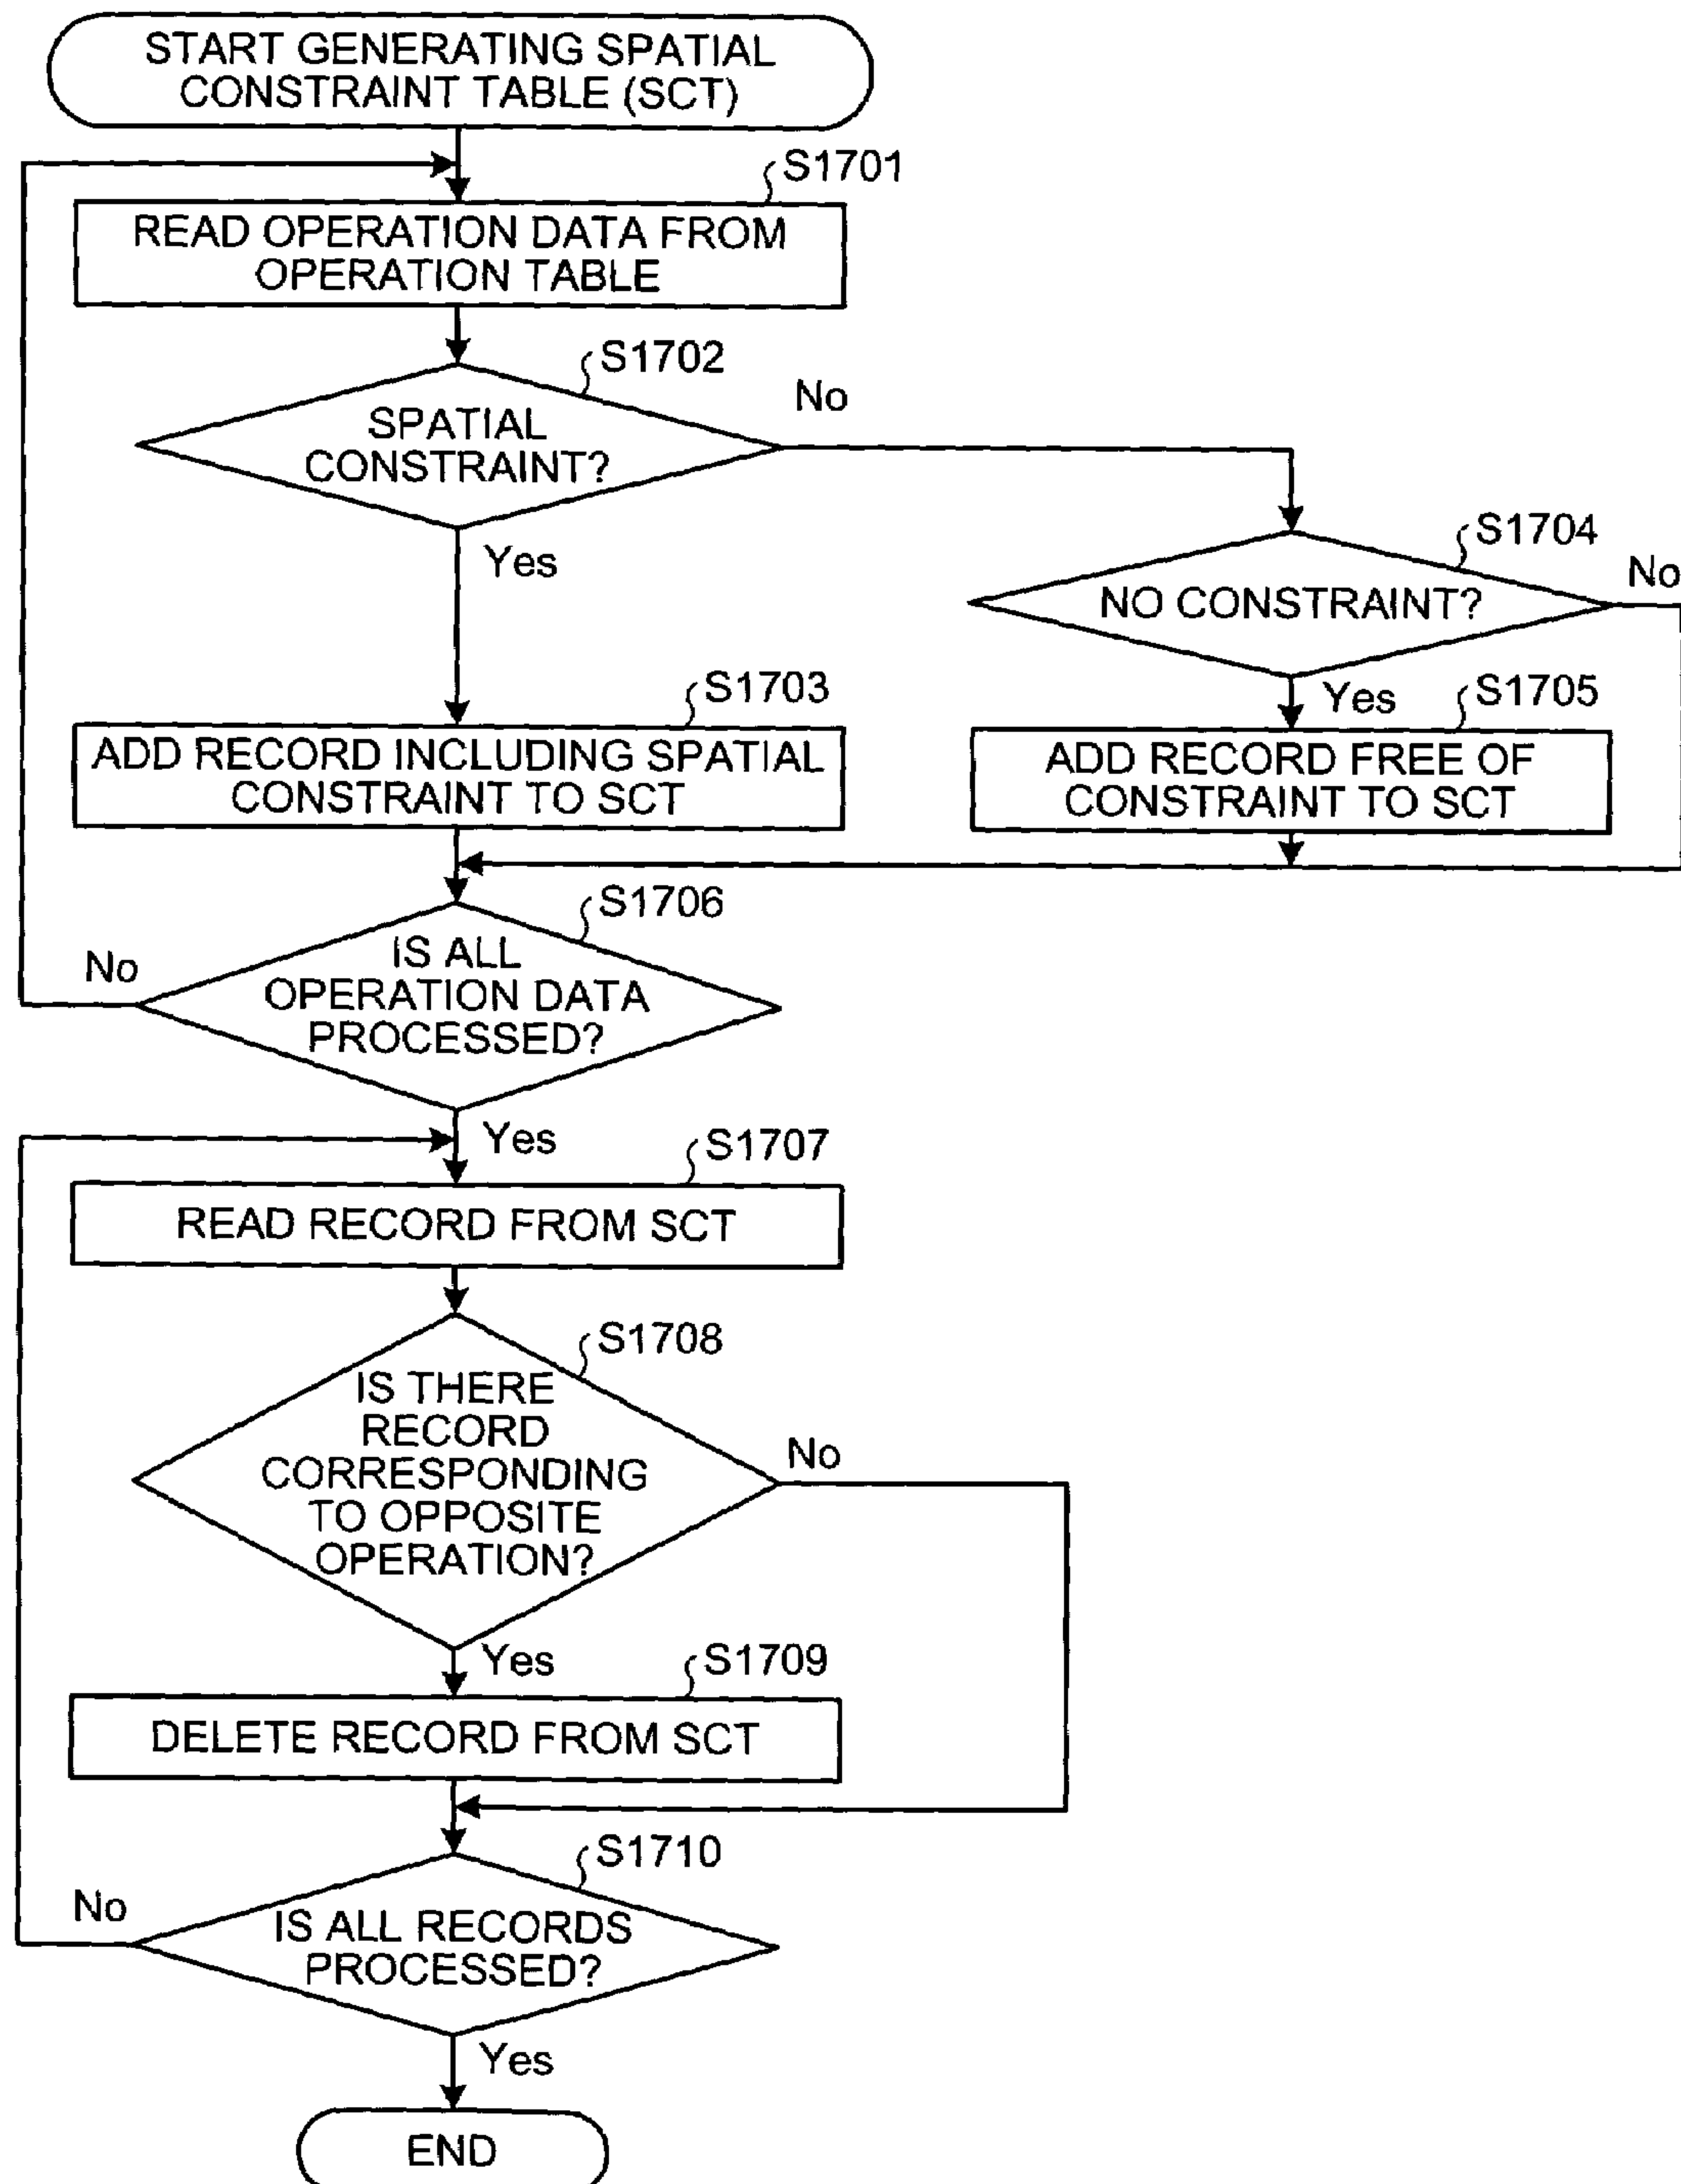 START GENERATING SPATIAL
CONSTRAINT TABLE (SCT)
S1701
READ OPERATION DATA FROM
OPERATION TABLE
S1702
No
SPATIAL
CONSTRAINT?
Yes
S1704
No
NO CONSTRAINT?
S1703
Yes
S1705
ADD RECORD INCLUDING SPATIAL
CONSTRAINT TO SCT
ADD RECORD FREE OF
CONSTRAINT TO SCT
S1706
No
IS ALL
OPERATION DATA
PROCESSED?
Yes
S1707
READ RECORD FROM SCT
S1708
IS THERE
RECORD
CORRESPONDING
TO OPPOSITE
OPERATION?
No
Yes
S1709
DELETE RECORD FROM SCT
S1710
No
IS ALL RECORDS
PROCESSED?
Yes
END